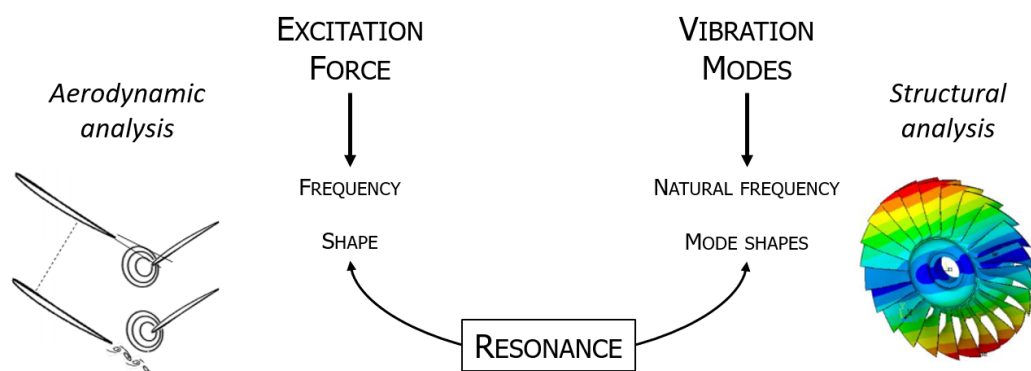 EXCITATION
FORCE
VIBRATION
MODES
Aerodynamic
analysis
Structural
analysis
FREQUENCY
NATURAL FREQUENCY
SHAPE
MODE SHAPES
RESONANCE